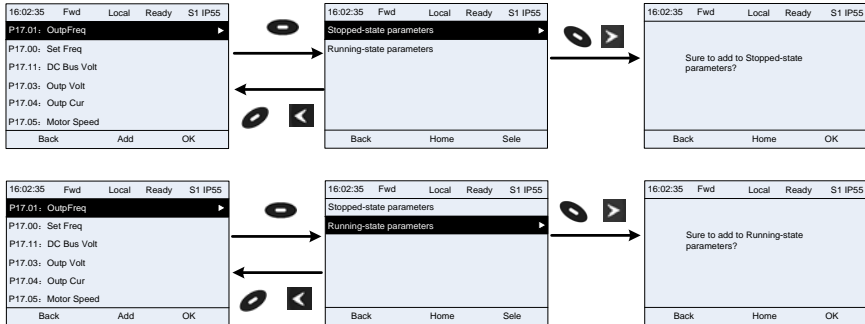 16:02:35 Fwd Local Ready S1 IP55
P17.01: OutpFreq
P17.00: Set Freq
P17.11: DC Bus Volt
P17.03: Outp Volt
P17.04: Outp Cur
P17.05: Motor Speed
Back Add OK
16:02:35 Fwd Local Ready S1 IP55
Stopped-state parameters
Running-state parameters
Back Home Sele
16:02:35 Fwd Local Ready S1 IP55
Sure to add to Stopped-state
parameters?
Back Home OK
16:02:35 Fwd Local Ready S1 IP55
P17.01: OutpFreq
P17.00: Set Freq
P17.11: DC Bus Volt
P17.03: Outp Volt
P17.04: Outp Cur
P17.05: Motor Speed
Back Add OK
16:02:35 Fwd Local Ready S1 IP55
Stopped-state parameters
Running-state parameters
Back Home Sele
16:02:35 Fwd Local Ready S1 IP55
Sure to add to Running-state
parameters?
Back Home OK